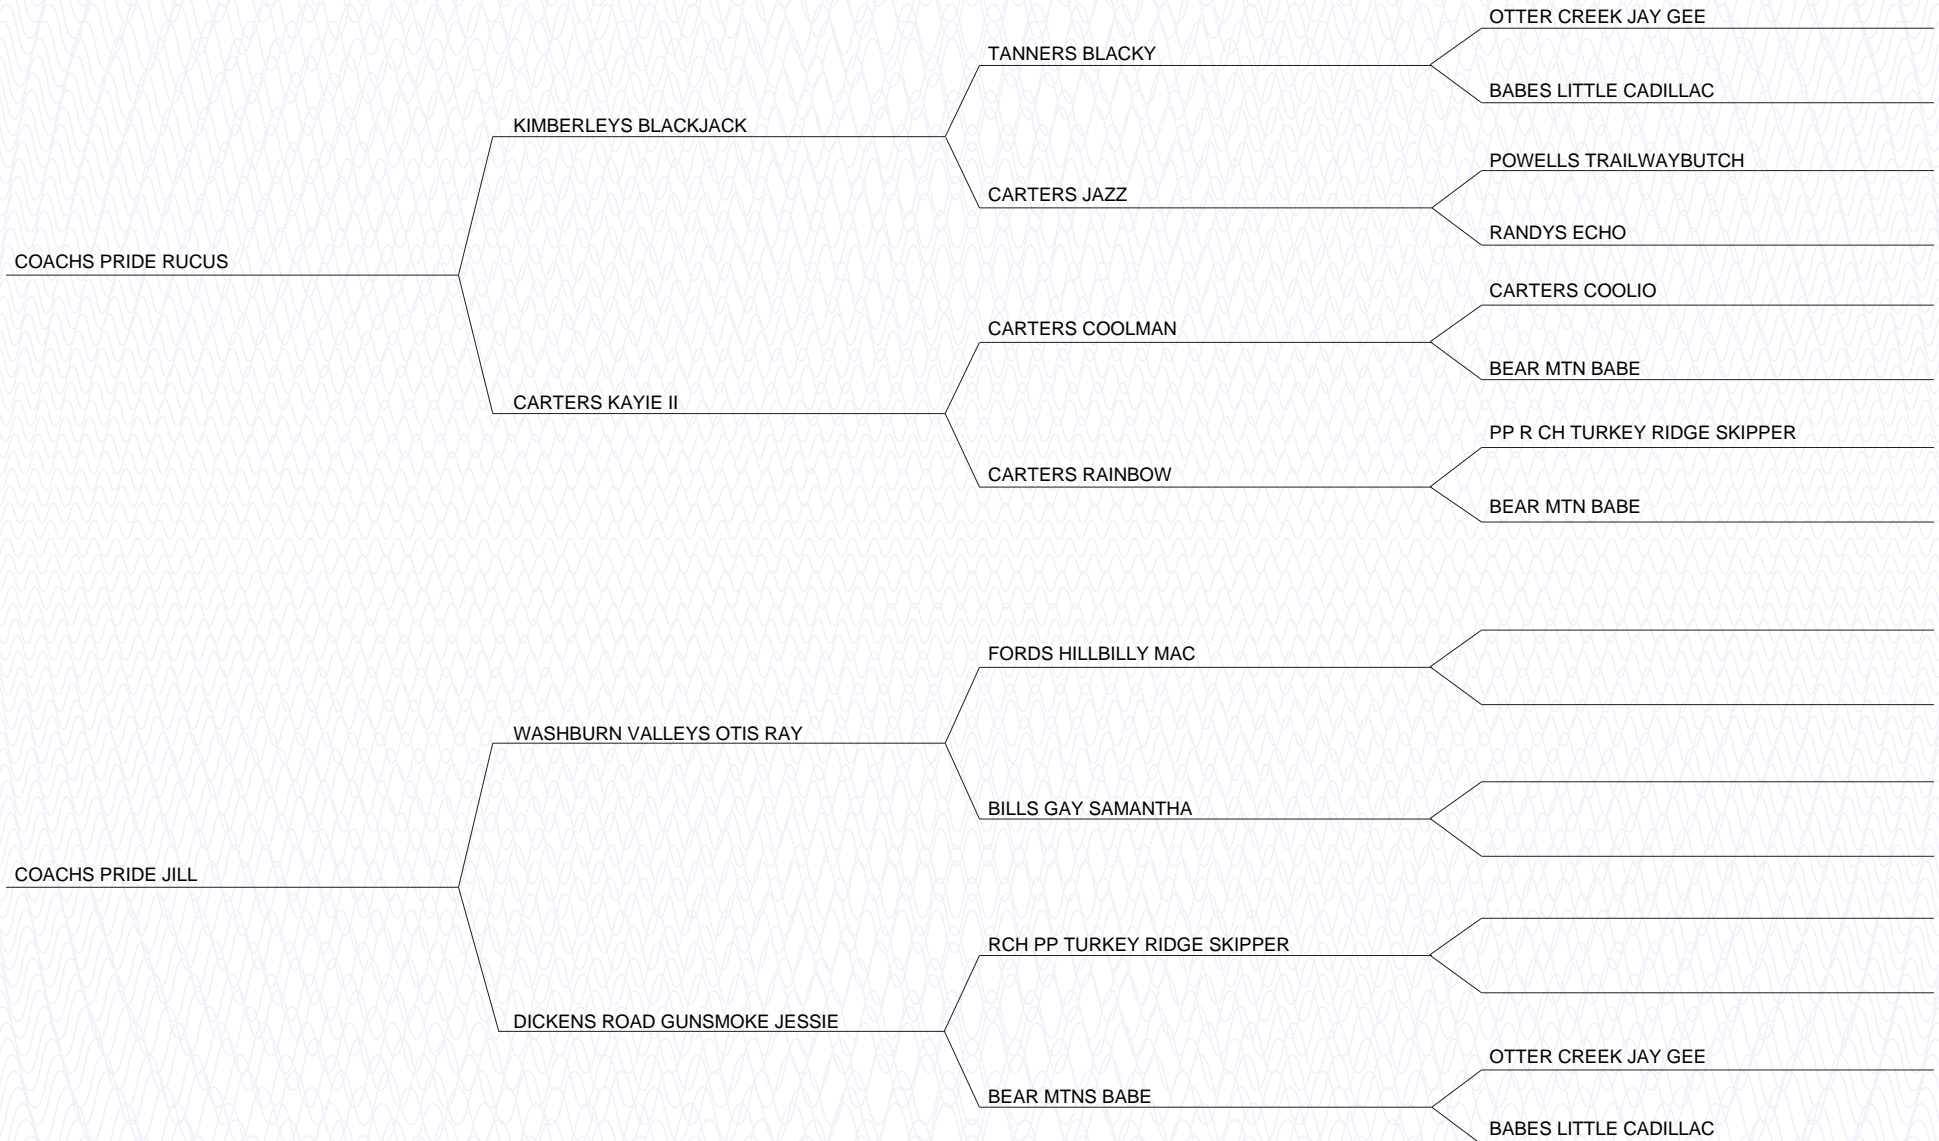 OTTER CREEK JAY GEE
TANNERS BLACKY
BABES LITTLE CADILLAC
KIMBERLEYS BLACKJACK
POWELLS TRAILWAYBUTCH
CARTERS JAZZ
RANDYS ECHO
COACHS PRIDE RUCUS
CARTERS COOLIO
CARTERS COOLMAN
BEAR MTN BABE
CARTERS KAYIE II
PP R CH TURKEY RIDGE SKIPPER
CARTERS RAINBOW
BEAR MTN BABE
FORDS HILLBILLY MAC
WASHBURN VALLEYS OTIS RAY
BILLS GAY SAMANTHA
COACHS PRIDE JILL
RCH PP TURKEY RIDGE SKIPPER
DICKENS ROAD GUNSMOKE JESSIE
OTTER CREEK JAY GEE
BEAR MTNS BABE
BABES LITTLE CADILLAC